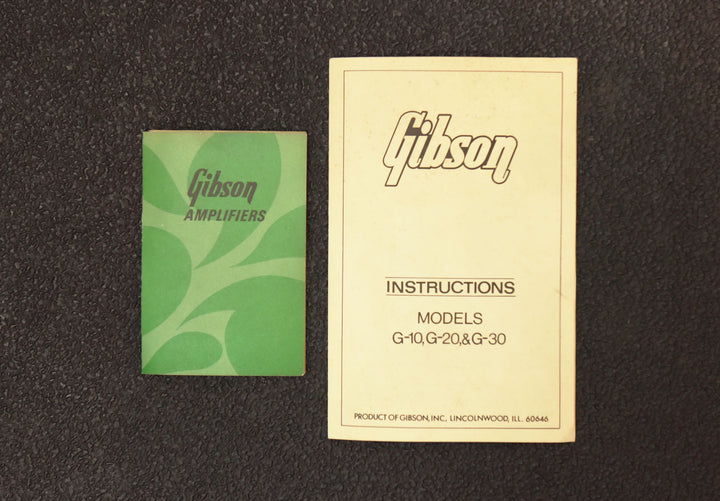 Gibson
AMPLIFIERS
Gibson
INSTRUCTIONS
MODELS
G-10, G-20, & G-30
PRODUCT OF GIBSON, INC., LINCOLNWOOD, ILL. 60646